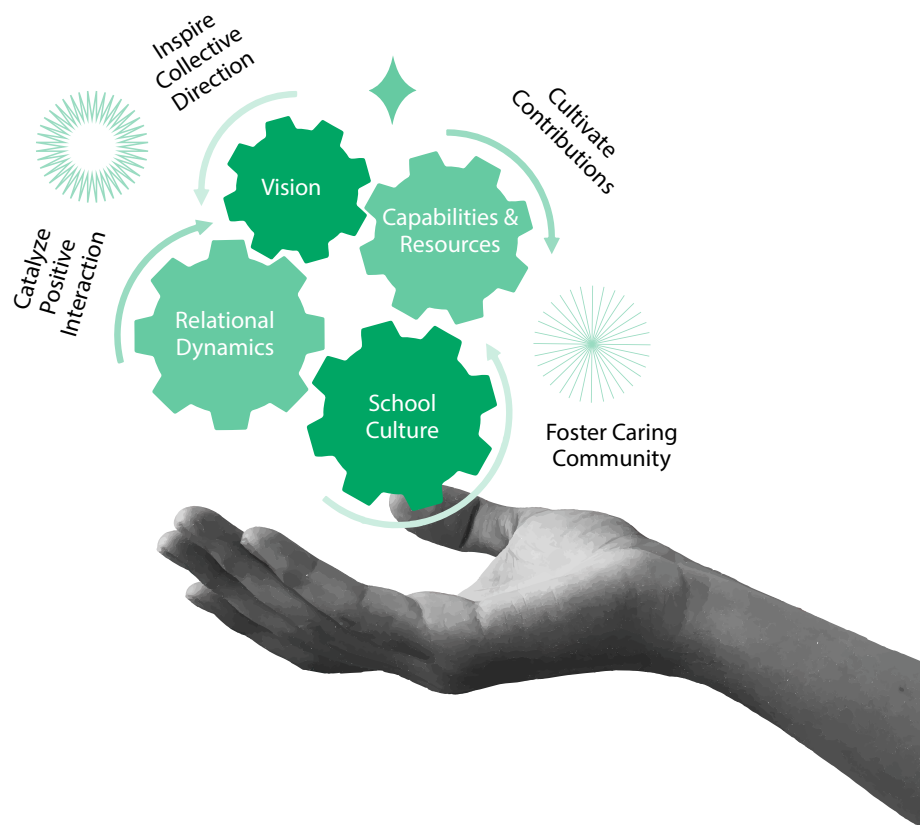 Inspire
Collective
Direction
Cultivate
Contributions
Vision
Capabilities &
Resources
Catalyze
Positive
Interaction
Relational
Dynamics
School
Culture
Foster Caring
Community